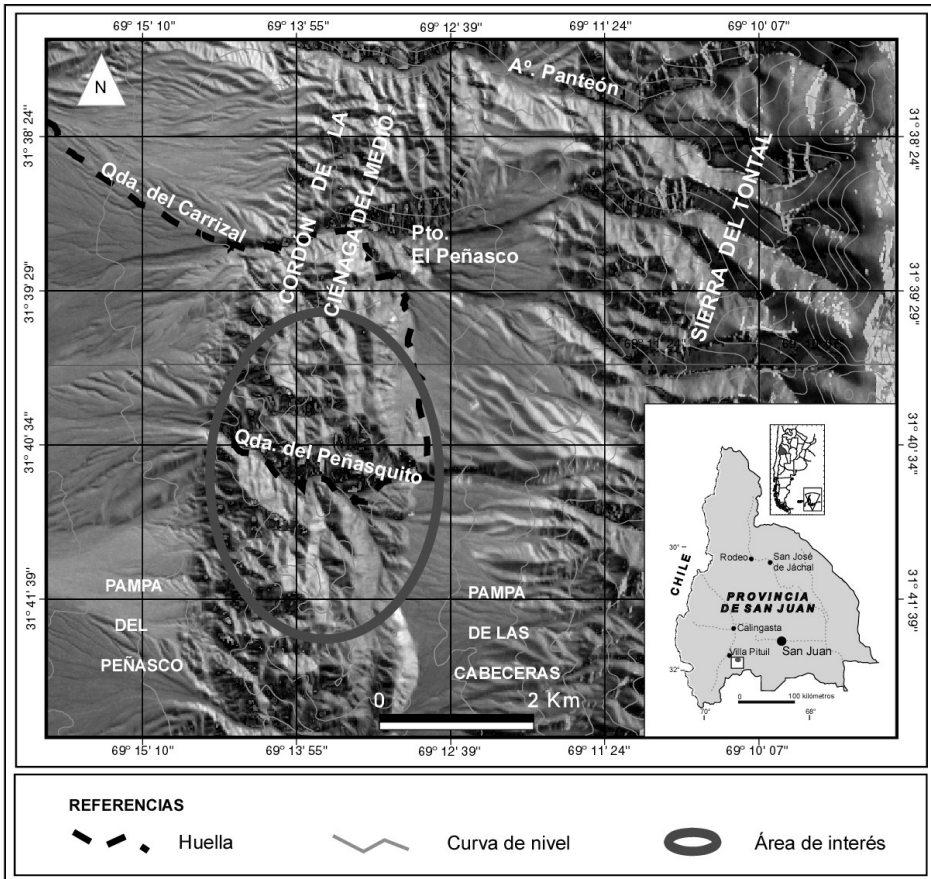 69° 15' 10" 69° 13' 55" 69° 12' 39" 69° 11' 24" 69° 10' 07"
N
Aº. Panteón
31° 38' 24"
31° 38' 24"
Qda. del Carrizal
CORDÓN DE LA
CIÉNAGA DEL MEDIO
Pto.
El Peñasco
SIERRA DEL TONTAL
31° 39' 29"
31° 39' 29"
69° 11' 24"
31° 40' 34"
31° 40' 34"
Qda. del Peñasquito
31° 41' 39"
31° 41' 39"
PAMPA
DEL
PEÑASCO
PAMPA
DE LAS
CABECERAS
0 2 Km
30°
CHILE
Rodeo
San José
de Jáchal
PROVINCIA
DE SAN JUAN
Calingasta
San Juan
Villa Pituil
32°
0 100 kilómetros
70° 68°
69° 15' 10" 69° 13' 55" 69° 12' 39" 69° 11' 24" 69° 10' 07"
REFERENCIAS
Huella
Curva de nivel
Área de interés